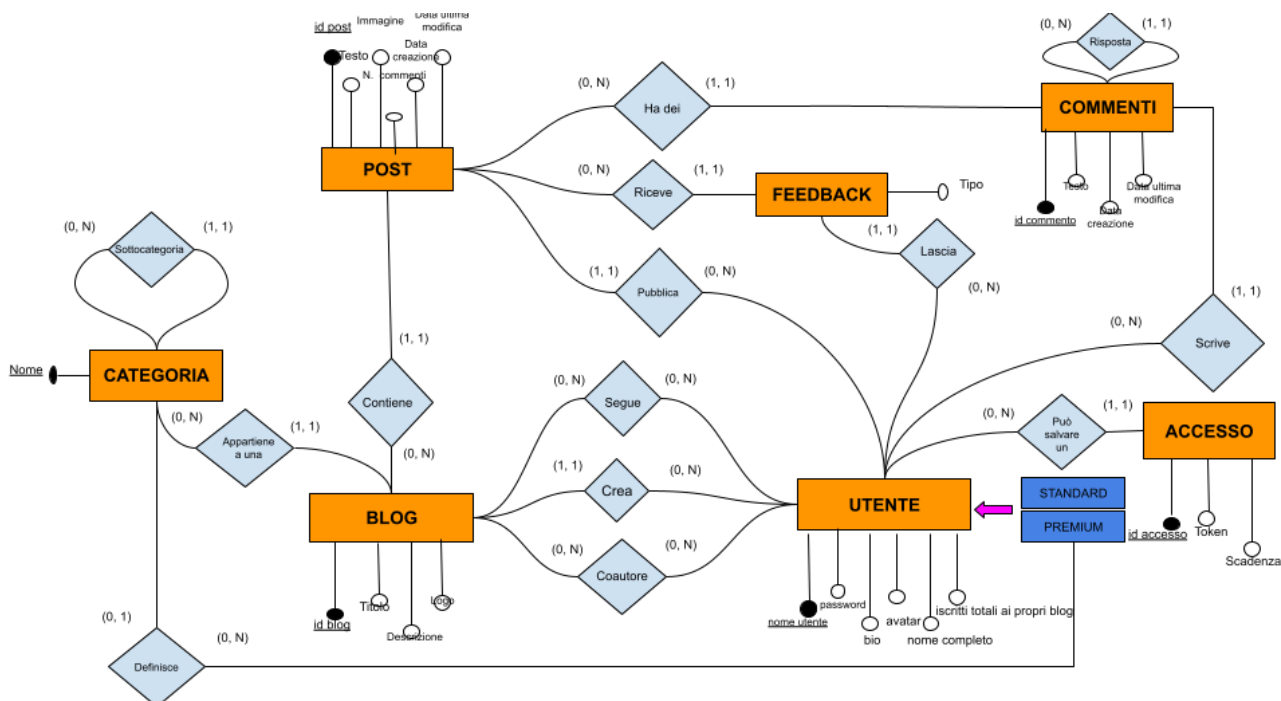 Data ultima
modifica
Immagine
id post
Testo
Data
creazione
N. commenti
(0, N)
(1, 1)
Risposta
(0, N)
(1, 1)
Ha dei
COMMENTI
POST
(0, N)
(1, 1)
Riceve
FEEDBACK
Tipo
Testo
Data ultima
modifica
id commento
Data
creazione
(0, N)
(1, 1)
Sottocategoria
(1, 1)
Lascia
(0, N)
(1, 1)
(0, N)
Pubblica
(1, 1)
(0, N)
Scrive
(1, 1)
Nome
CATEGORIA
Contiene
(0, N)
(0, N)
Segue
(0, N)
(1, 1)
Appartiene
a una
(0, N)
(1, 1)
Può
salvare
un
ACCESSO
(0, N)
(1, 1)
(0, N)
Crea
BLOG
UTENTE
STANDARD
PREMIUM
(0, N)
(0, N)
Coautore
id accesso
Token
Scadenza
id blog
Titolo
Descrizione
Logo
nome utente
password
bio
avatar
nome completo
iscritti totali ai propri blog
(0, 1)
(0, N)
Definisce